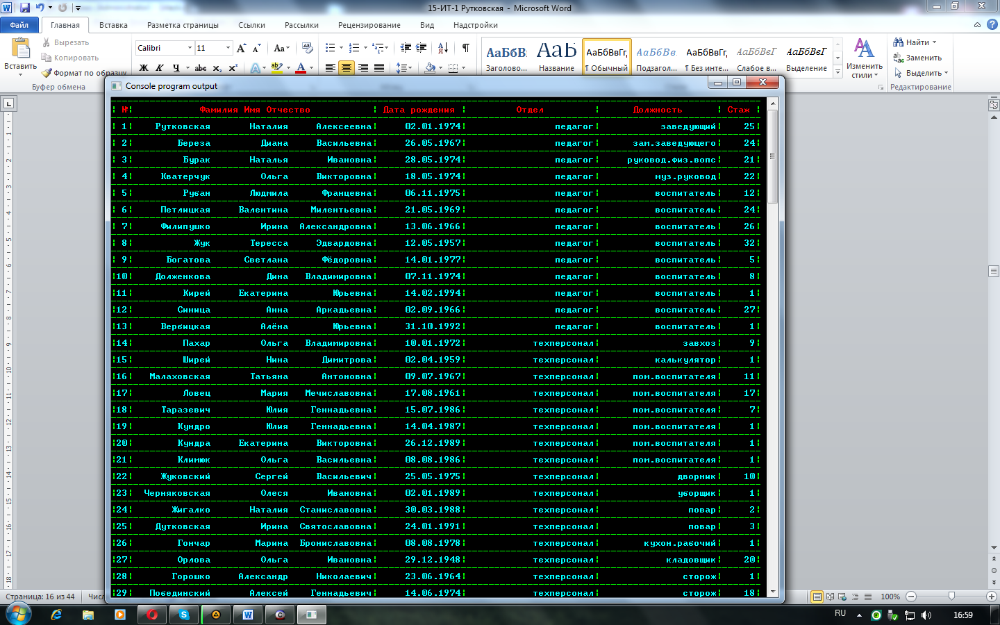 15-ИТ-1 Рутковская - Microsoft Word
Файл Главная Вставка Разметка страницы Ссылки Рассылки Рецензирование Вид Надстройки
Вставить
Вырезать
Копировать
Формат по образцу
Буфер обмена
Calibri 11
Ж К Ч abc x₂ x²
АаБбВ: АаБ АаБбВвГг, АаБбВв. АаБбВвГг, АаБбВвГг АаБбВвГг
Заголово... Название ¶ Обычный Подзагол... ¶ Без инте... Слабое в... Выделение
Изменить стили
Найти
Заменить
Выделить
Редактирование
Console program output
| №| Фамилия Имя Отчество | Дата рождения | Отдел | Должность | Стаж |
| 1| Рутковская Наталия Алексеевна| 02.01.1974| педагог| заведующий| 25|
| 2| Береза Диана Васильевна| 26.05.1967| педагог| зам.заведующего| 24|
| 3| Бурак Наталья Ивановна| 28.05.1974| педагог| руковод.физ.вопс| 21|
| 4| Кватерчук Ольга Викторовна| 18.05.1974| педагог| муз.руковод| 22|
| 5| Рубан Людмила Францевна| 06.11.1975| педагог| воспитатель| 12|
| 6| Петлицкая Валентина Милентьевна| 21.05.1969| педагог| воспитатель| 24|
| 7| Филипушко Ирина Александровна| 13.06.1966| педагог| воспитатель| 26|
| 8| Жук Тересса Эдвардовна| 12.05.1957| педагог| воспитатель| 32|
| 9| Богатова Светлана Фёдоровна| 14.01.1977| педагог| воспитатель| 5|
|10| Долженкова Дина Владимировна| 07.11.1974| педагог| воспитатель| 8|
|11| Кирей Екатерина Юрьевна| 14.02.1994| педагог| воспитатель| 1|
|12| Синица Анна Аркадьевна| 02.09.1966| педагог| воспитатель| 27|
|13| Вербицкая Алёна Юрьевна| 31.10.1992| педагог| воспитатель| 1|
|14| Пахар Ольга Владимировна| 10.01.1972| техперсонал| завхоз| 9|
|15| Ширей Нина Димитрова| 02.04.1959| техперсонал| калькулятор| 1|
|16| Малаховская Татьяна Антоновна| 09.07.1967| техперсонал| пом.воспитателя| 11|
|17| Ловец Мария Мечиславовна| 17.08.1961| техперсонал| пом.воспитателя| 17|
|18| Таразевич Юлия Геннадьевна| 15.07.1986| техперсонал| пом.воспитателя| 7|
|19| Кундро Юлия Геннадьевна| 14.04.1987| техперсонал| пом.воспитателя| 1|
|20| Кундра Екатерина Викторовна| 26.12.1989| техперсонал| пом.воспитателя| 1|
|21| Климюк Ольга Васильевна| 08.08.1986| техперсонал| пом.воспитателя| 1|
|22| Жуковский Сергей Васильевич| 25.05.1975| техперсонал| дворник| 10|
|23| Черняковская Олеся Ивановна| 02.01.1989| техперсонал| уборщик| 1|
|24| Жигалко Наталия Станиславовна| 30.03.1988| техперсонал| повар| 2|
|25| Дутковская Ирина Святославовна| 24.01.1991| техперсонал| повар| 3|
|26| Гончар Марина Брониславовна| 08.08.1978| техперсонал| кухон.рабочий| 1|
|27| Орлова Ольга Ивановна| 29.12.1948| техперсонал| кладовщик| 20|
|28| Горошко Александр Николаевич| 23.06.1964| техперсонал| сторож| 1|
|29| Побединский Алексей Геннадьевич| 14.06.1974| техперсонал| сторож| 18|
Страница: 16 из 44
100%
RU 16:59